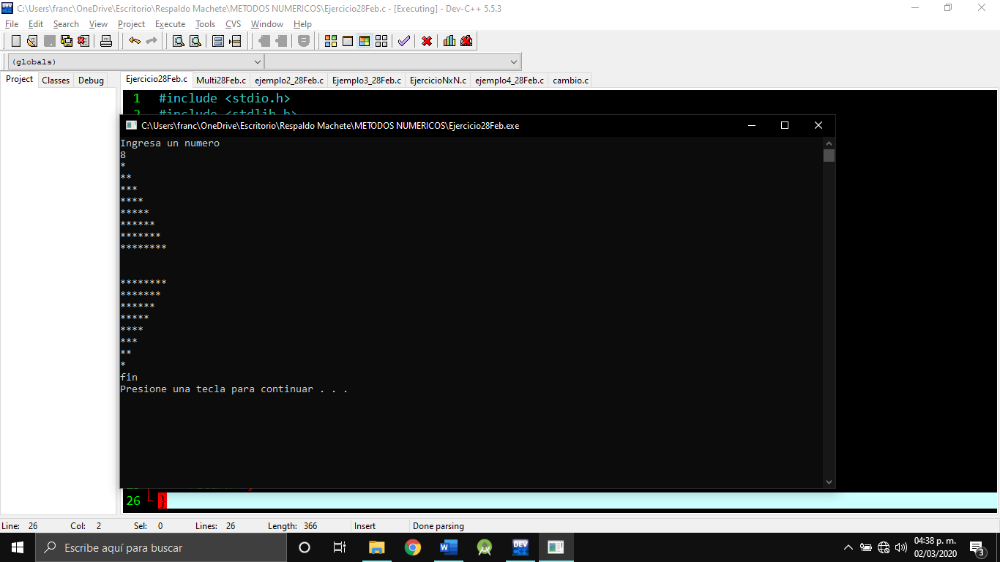 C:\Users\franc\OneDrive\Escritorio\Respaldo Machete\METODOS NUMERICOS\Ejercicio28Feb.c - [Executing] - Dev-C++ 5.5.3
File Edit Search View Project Execute Tools CVS Window Help
(globals)
Project Classes Debug
Ejercicio28Feb.c Multi28Feb.c ejemplo2_28Feb.c Ejemplo3_28Feb.c EjercicioNxN.c ejemplo4_28Feb.c cambio.c
1 #include <stdio.h>
2 #include <stdlib.h>
C:\Users\franc\OneDrive\Escritorio\Respaldo Machete\METODOS NUMERICOS\Ejercicio28Feb.exe
Ingresa un numero
8
*
**
***
****
*****
******
*******
********
********
*******
******
*****
****
***
**
*
fin
Presione una tecla para continuar . . .
26 }
Line: 26 Col: 2 Sel: 0 Lines: 26 Length: 366 Insert Done parsing
Escribe aquí para buscar
W
DEV C++
04:38 p. m.
02/03/2020
3